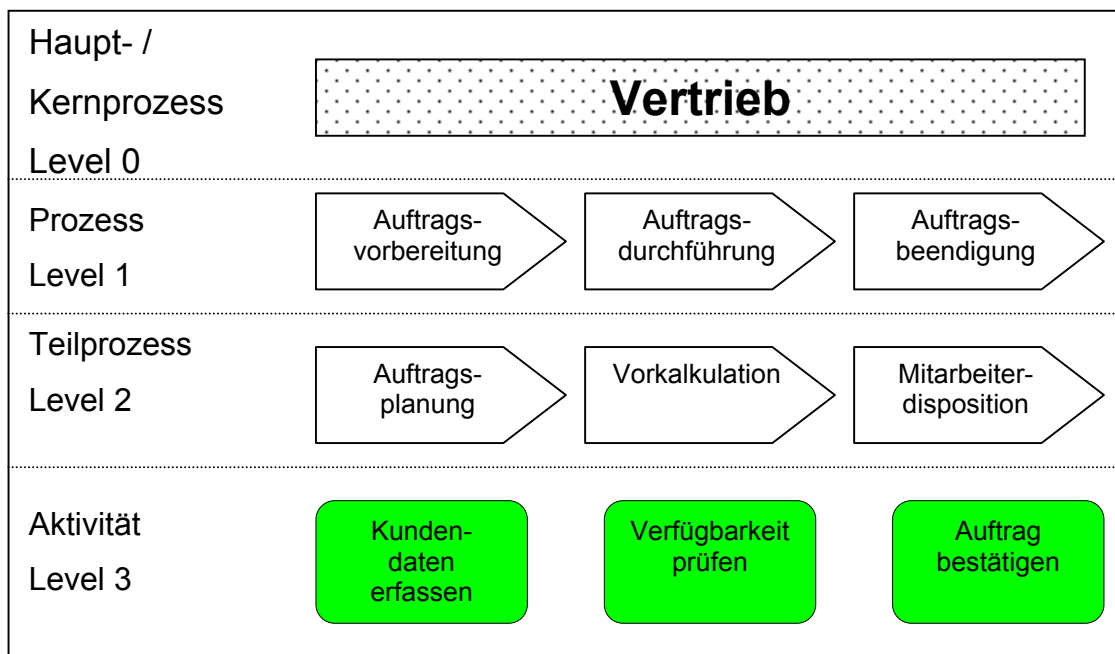 Haupt- /
Kernprozess
Level 0
Vertrieb
Prozess
Level 1
Auftrags-
vorbereitung
Auftrags-
durchführung
Auftrags-
beendigung
Teilprozess
Level 2
Auftrags-
planung
Vorkalkulation
Mitarbeiter-
disposition
Aktivität
Level 3
Kunden-
daten
erfassen
Verfügbarkeit
prüfen
Auftrag
bestätigen